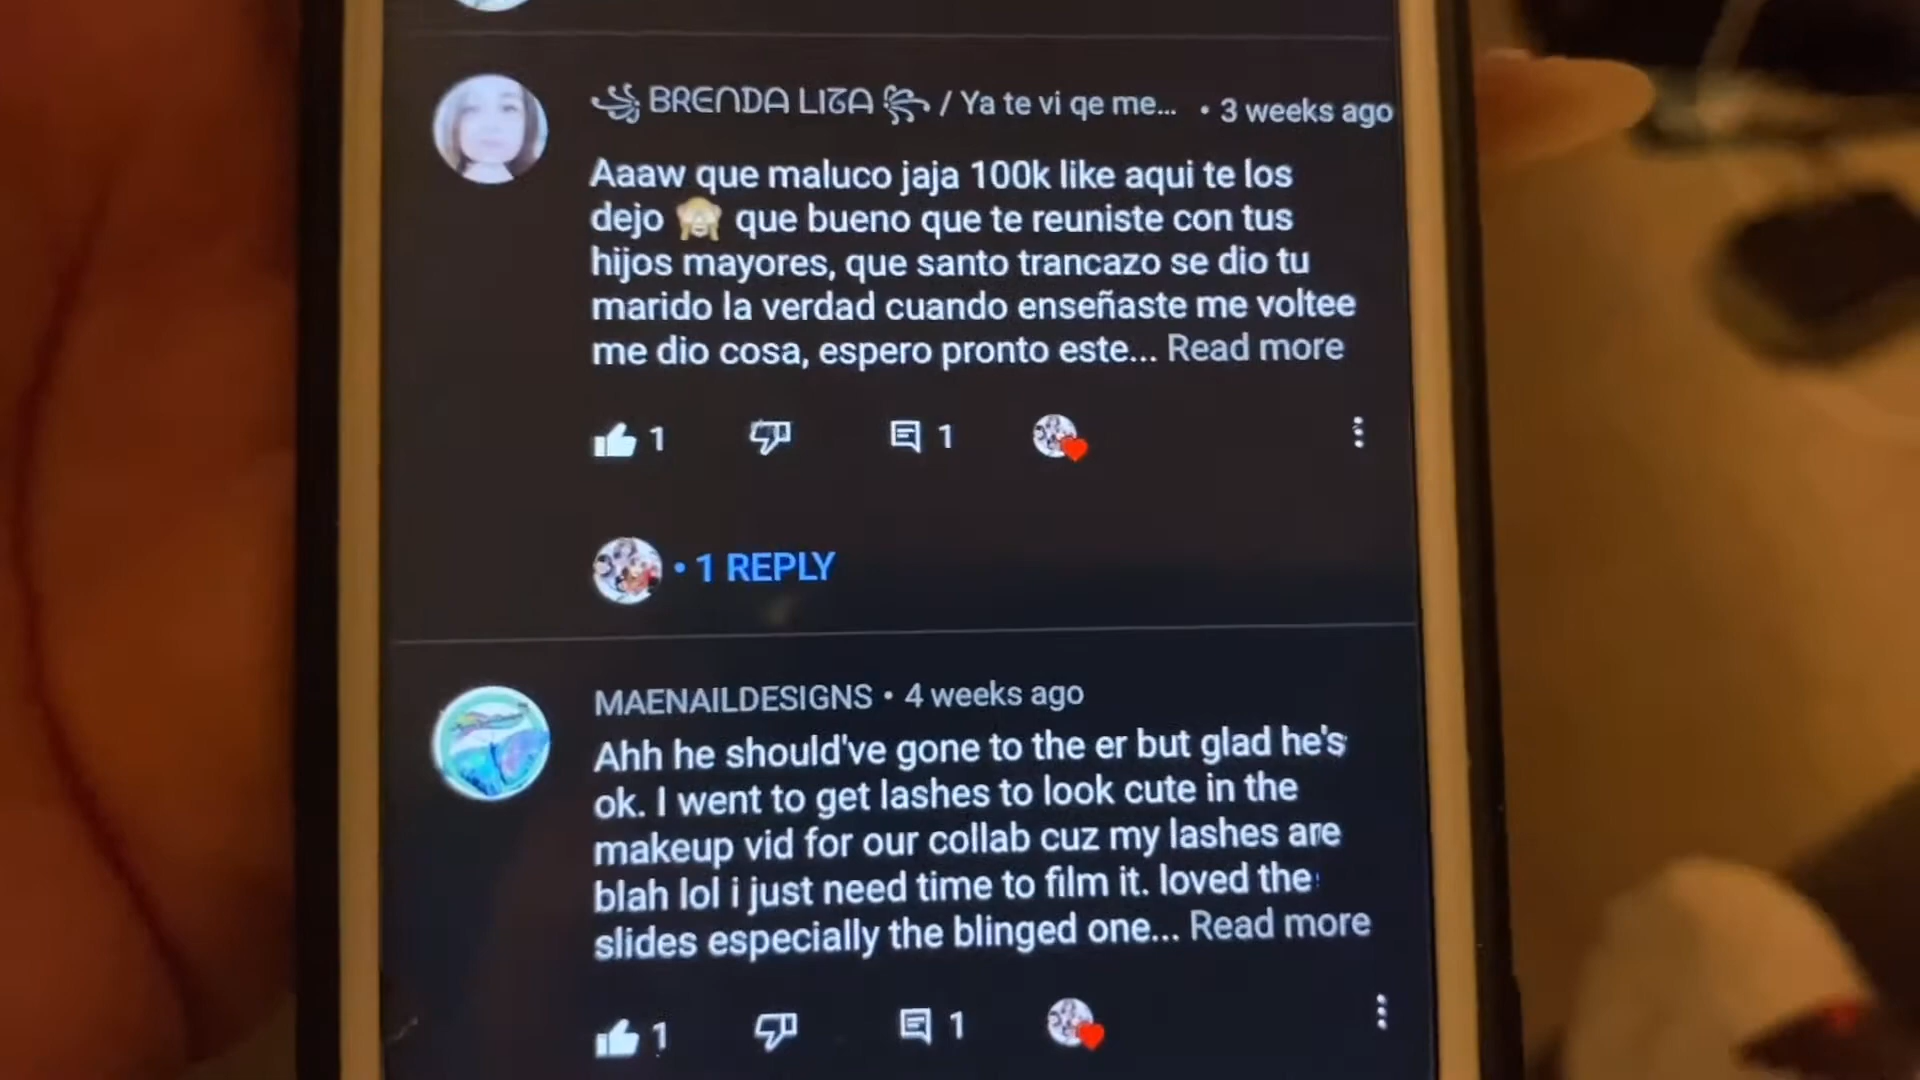 BRENDA LIZA / Ya te vi qe me... • 3 weeks ago
Aaaw que maluco jaja 100k like aqui te los
dejo 🙈 que bueno que te reuniste con tus
hijos mayores, que santo trancazo se dio tu
marido la verdad cuando enseñaste me voltee
me dio cosa, espero pronto este... Read more
1 1
• 1 REPLY
MAENAILDESIGNS • 4 weeks ago
Ahh he should've gone to the er but glad he's
ok. I went to get lashes to look cute in the
makeup vid for our collab cuz my lashes are
blah lol i just need time to film it. loved the
slides especially the blinged one... Read more
1 1